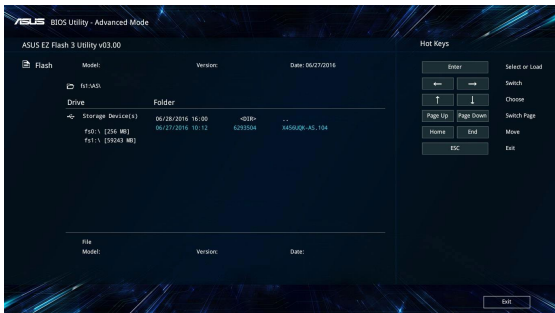 ASUS BIOS Utility - Advanced Mode
ASUS EZ Flash 3 Utility v03.00
Flash
Model: Version: Date: 06/27/2016
fs1:\AS\
Drive Folder
Storage Device(s)
fs0:\ [256 MB]
fs1:\ [59243 MB]
06/28/2016 16:00 <DIR> ..
06/27/2016 10:12 6293504 X456UQK-AS.104
File
Model: Version: Date:
Hot Keys
Enter Select or Load
← → Switch
↑ ↓ Choose
Page Up Page Down Switch Page
Home End Move
ESC Exit
Exit